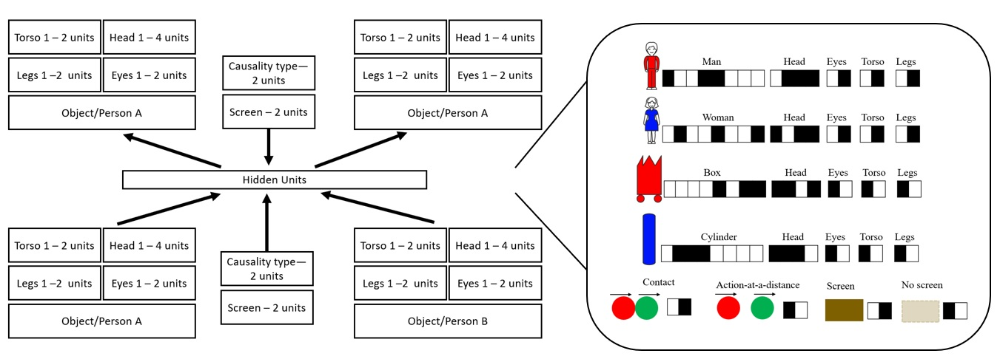 Torso 1 – 2 units
Head 1 – 4 units
Legs 1 –2  units
Eyes 1 – 2 units
Object/Person A
Causality type—
2 units
Screen – 2 units
Torso 1 – 2 units
Head 1 – 4 units
Legs 1 –2  units
Eyes 1 – 2 units
Object/Person A
Hidden Units
Torso 1 – 2 units
Head 1 – 4 units
Legs 1 –2  units
Eyes 1 – 2 units
Object/Person A
Causality type—
2 units
Screen – 2 units
Torso 1 – 2 units
Head 1 – 4 units
Legs 1 –2  units
Eyes 1 – 2 units
Object/Person B
Man Head Eyes Torso Legs
Woman Head Eyes Torso Legs
Box Head Eyes Torso Legs
Cylinder Head Eyes Torso Legs
Contact Action-at-a-distance Screen No screen